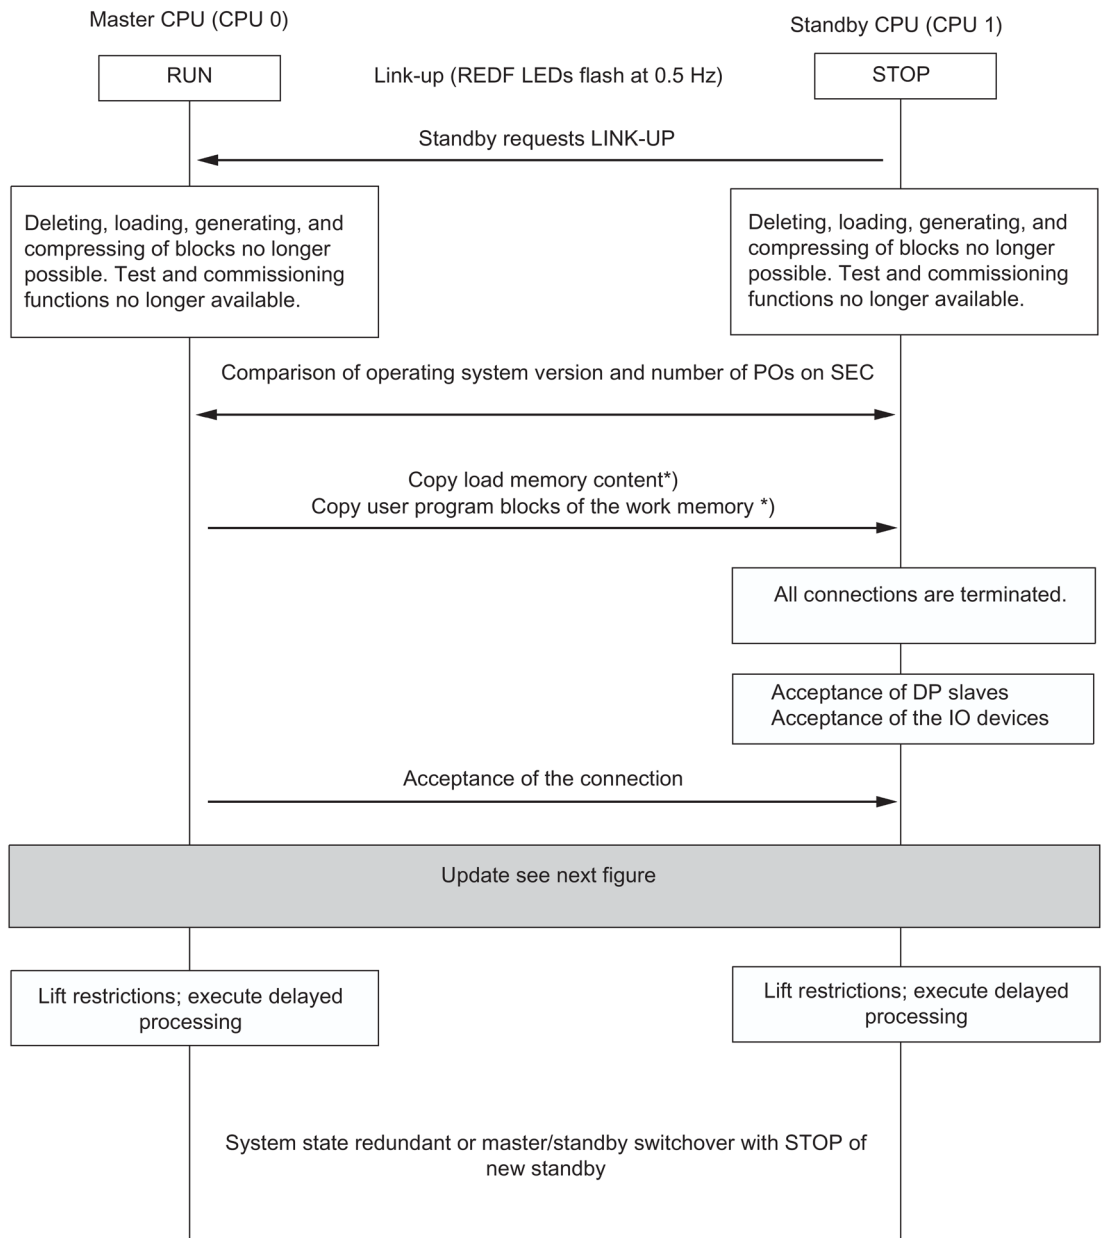 Master CPU (CPU 0)
Standby CPU (CPU 1)
RUN
Link-up (REDF LEDs flash at 0.5 Hz)
STOP
Standby requests LINK-UP
Deleting, loading, generating, and
compressing of blocks no longer
possible. Test and commissioning
functions no longer available.
Deleting, loading, generating, and
compressing of blocks no longer
possible. Test and commissioning
functions no longer available.
Comparison of operating system version and number of POs on SEC
Copy load memory content*)
Copy user program blocks of the work memory *)
All connections are terminated.
Acceptance of DP slaves
Acceptance of the IO devices
Acceptance of the connection
Update see next figure
Lift restrictions; execute delayed
processing
Lift restrictions; execute delayed
processing
System state redundant or master/standby switchover with STOP of
new standby